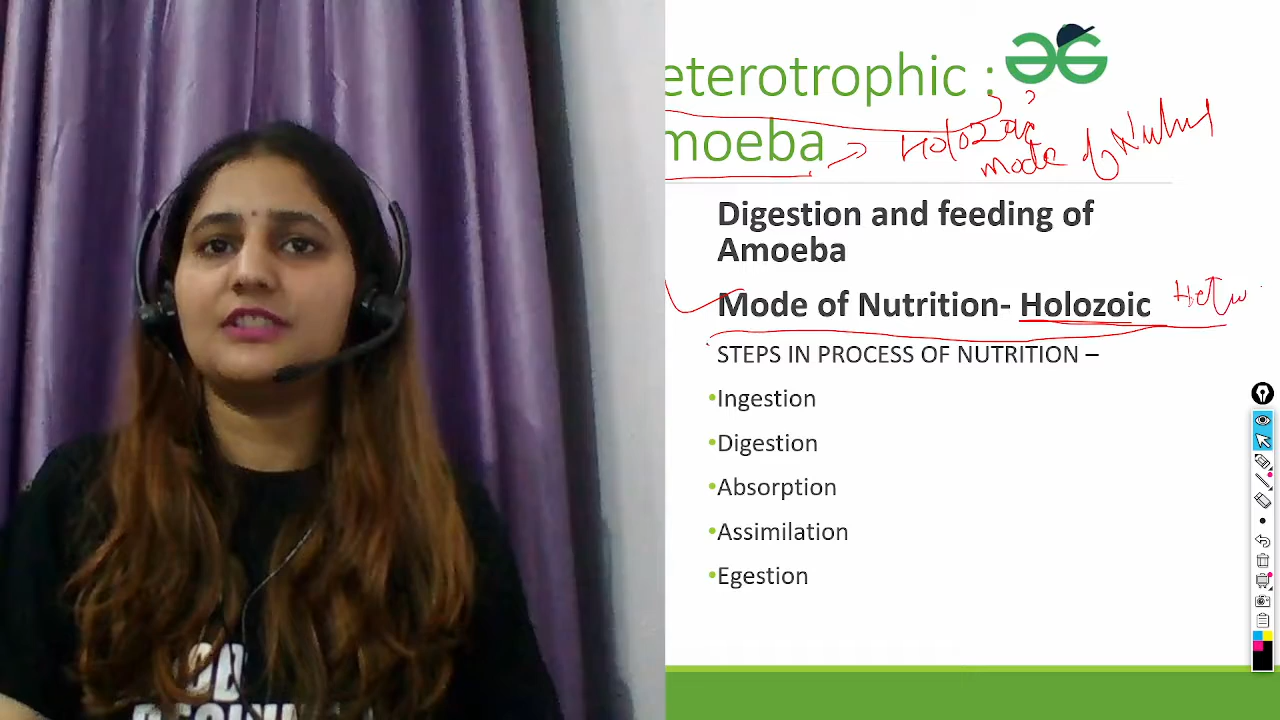 eterotrophic :
moeba
Holozoic
mode of
Digestion and feeding of
Amoeba
Mode of Nutrition- Holozoic
STEPS IN PROCESS OF NUTRITION –
•Ingestion
•Digestion
•Absorption
•Assimilation
•Egestion